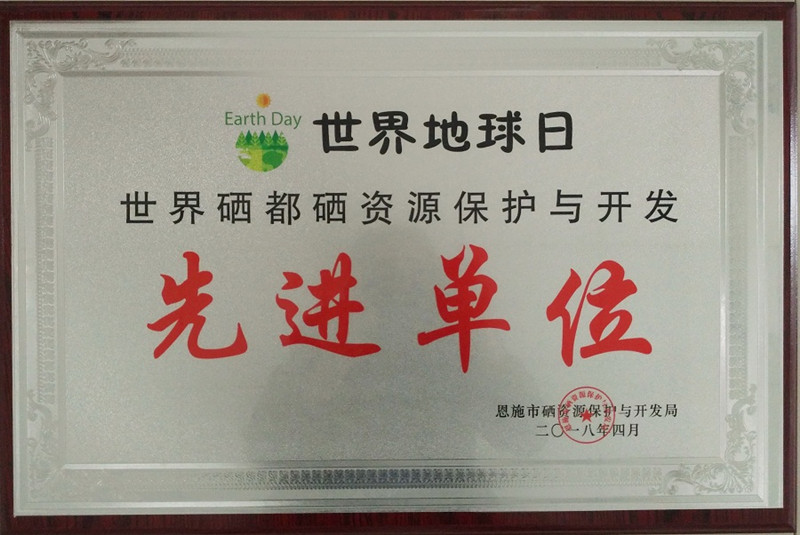 Earth Day 世界地球日
世界硒都硒资源保护与开发
先进单位
恩施市硒资源保护与开发局
二〇一八年四月